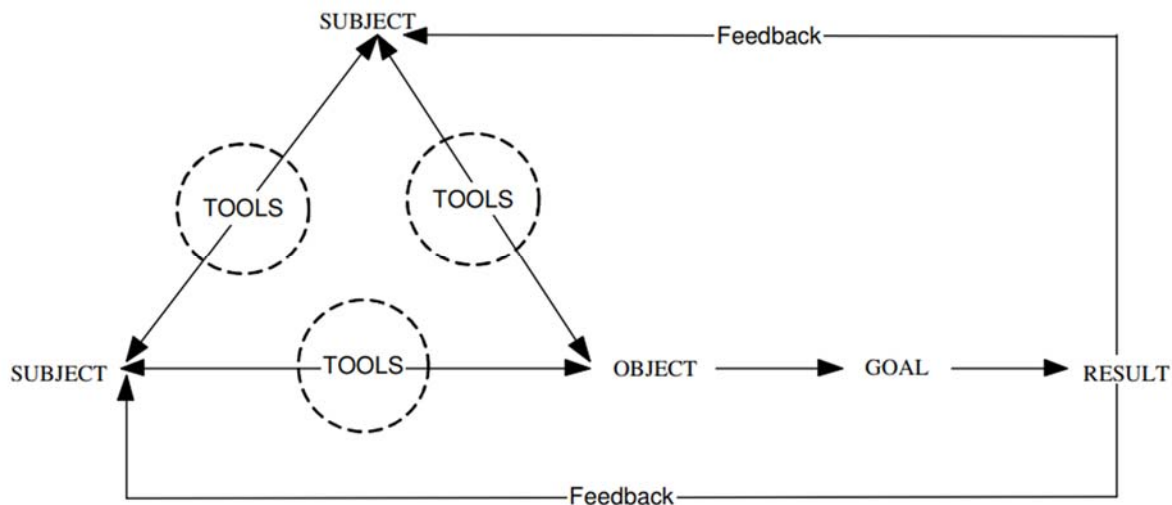 SUBJECT
Feedback
TOOLS
TOOLS
TOOLS
SUBJECT
OBJECT
GOAL
RESULT
Feedback